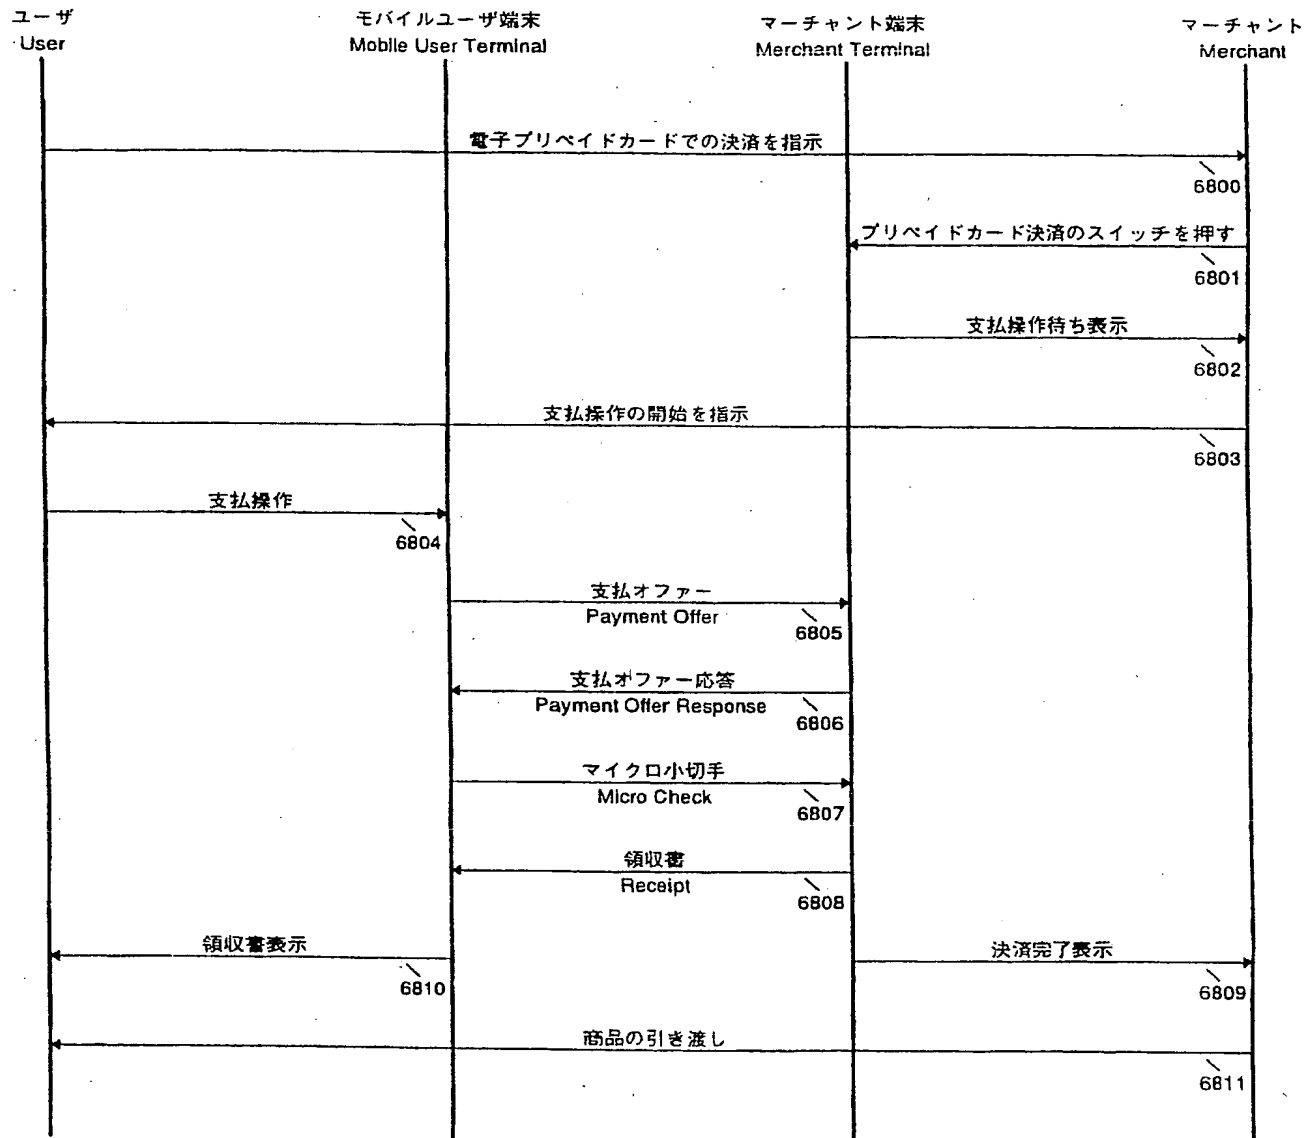 ユーザ
User
モバイルユーザ端末
Mobile User Terminal
マーチャント端末
Merchant Terminal
マーチャント
Merchant
電子プリペイドカードでの決済を指示
6800
プリペイドカード決済のスイッチを押す
6801
支払操作待ち表示
6802
支払操作の開始を指示
6803
支払操作
6804
支払オファー
Payment Offer
6805
支払オファー応答
Payment Offer Response
6806
マイクロ小切手
Micro Check
6807
領収書
Receipt
6808
領収書表示
6810
決済完了表示
6809
商品の引き渡し
6811